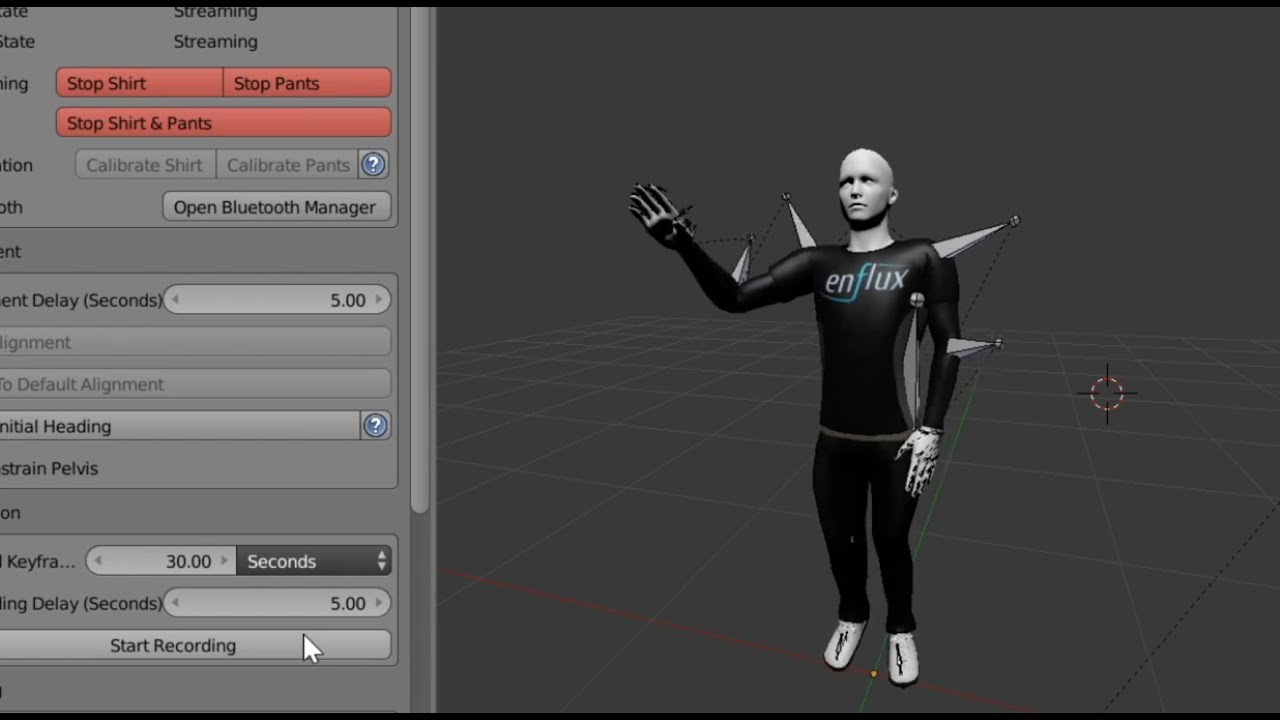 tate Streaming
State Streaming
ning Stop Shirt Stop Pants
Stop Shirt & Pants
ation Calibrate Shirt Calibrate Pants ?
oth Open Bluetooth Manager
ent
nent Delay (Seconds) 5.00
lignment
To Default Alignment
nitial Heading ?
strain Pelvis
on
l Keyfra... 30.00 Seconds
ling Delay (Seconds) 5.00
Start Recording
enflux